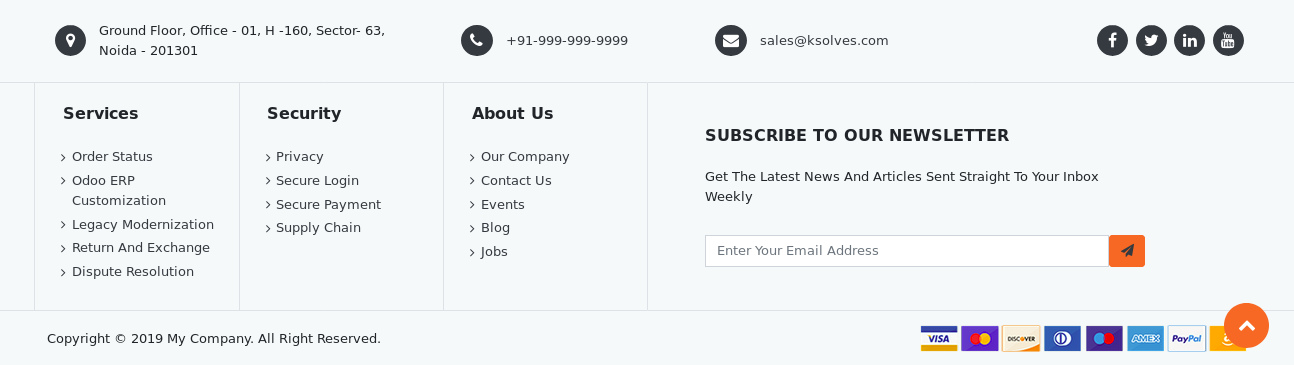 Ground Floor, Office - 01, H -160, Sector- 63,
Noida - 201301
+91-999-999-9999
sales@ksolves.com
Services
Order Status
Odoo ERP
Customization
Legacy Modernization
Return And Exchange
Dispute Resolution
Security
Privacy
Secure Login
Secure Payment
Supply Chain
About Us
Our Company
Contact Us
Events
Blog
Jobs
SUBSCRIBE TO OUR NEWSLETTER
Get The Latest News And Articles Sent Straight To Your Inbox
Weekly
Enter Your Email Address
Copyright © 2019 My Company. All Right Reserved.
VISA
DISCOVER
AMEX
PayPal